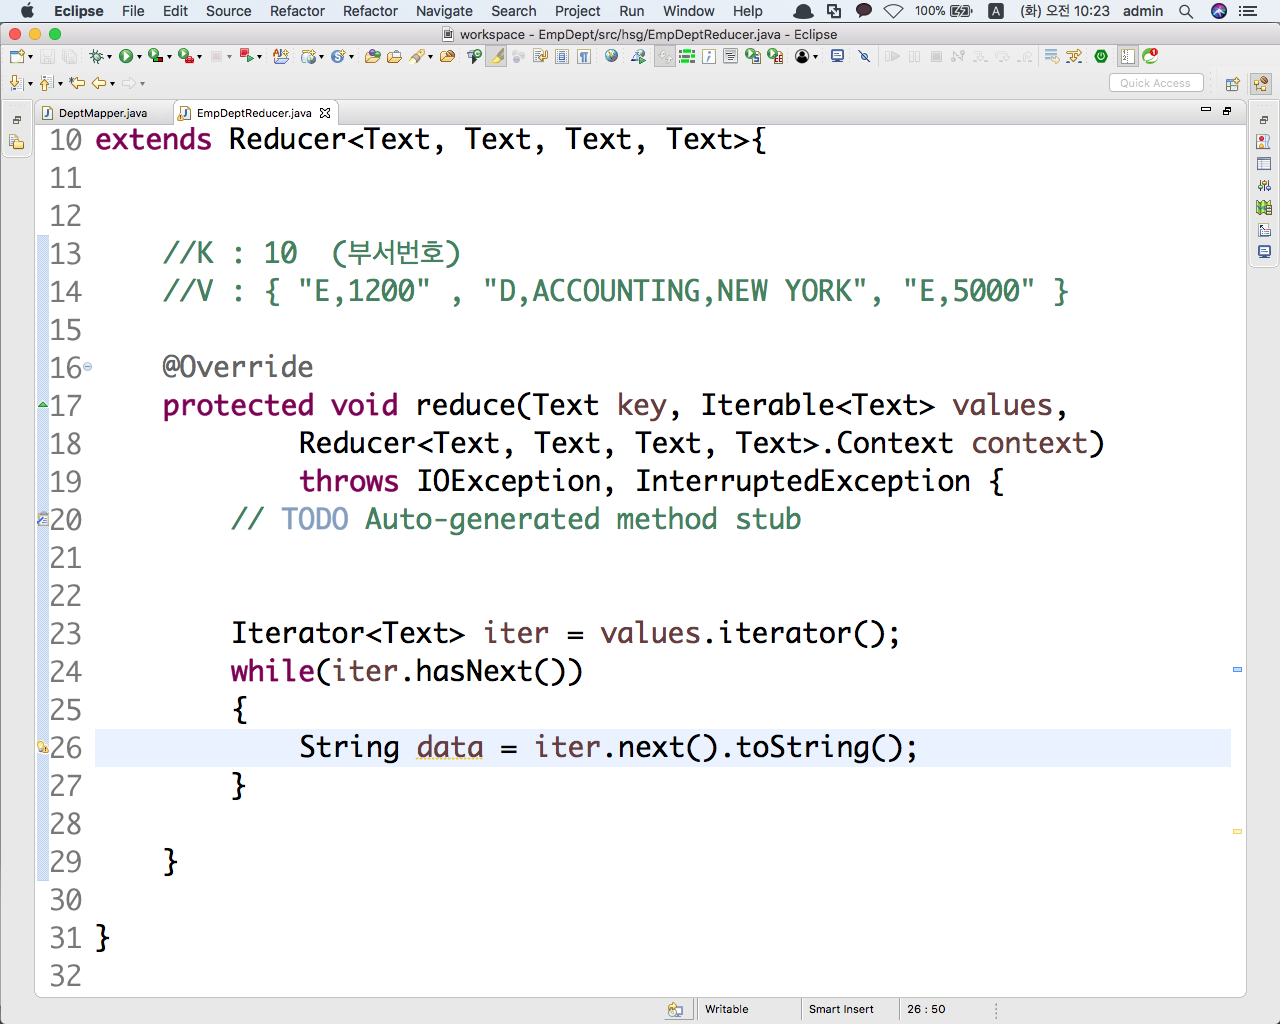 Eclipse File Edit Source Refactor Refactor Navigate Search Project Run Window Help 100% A (화) 오전 10:23 admin
workspace - EmpDept/src/hsg/EmpDeptReducer.java - Eclipse
Quick Access
DeptMapper.java EmpDeptReducer.java
10 extends Reducer<Text, Text, Text, Text>{
11
12
13 //K : 10 (부서번호)
14 //V : { "E,1200" , "D,ACCOUNTING,NEW YORK", "E,5000" }
15
16 @Override
17 protected void reduce(Text key, Iterable<Text> values,
18 Reducer<Text, Text, Text, Text>.Context context)
19 throws IOException, InterruptedException {
20 // TODO Auto-generated method stub
21
22
23 Iterator<Text> iter = values.iterator();
24 while(iter.hasNext())
25 {
26 String data = iter.next().toString();
27 }
28
29 }
30
31 }
32
Writable Smart Insert 26 : 50